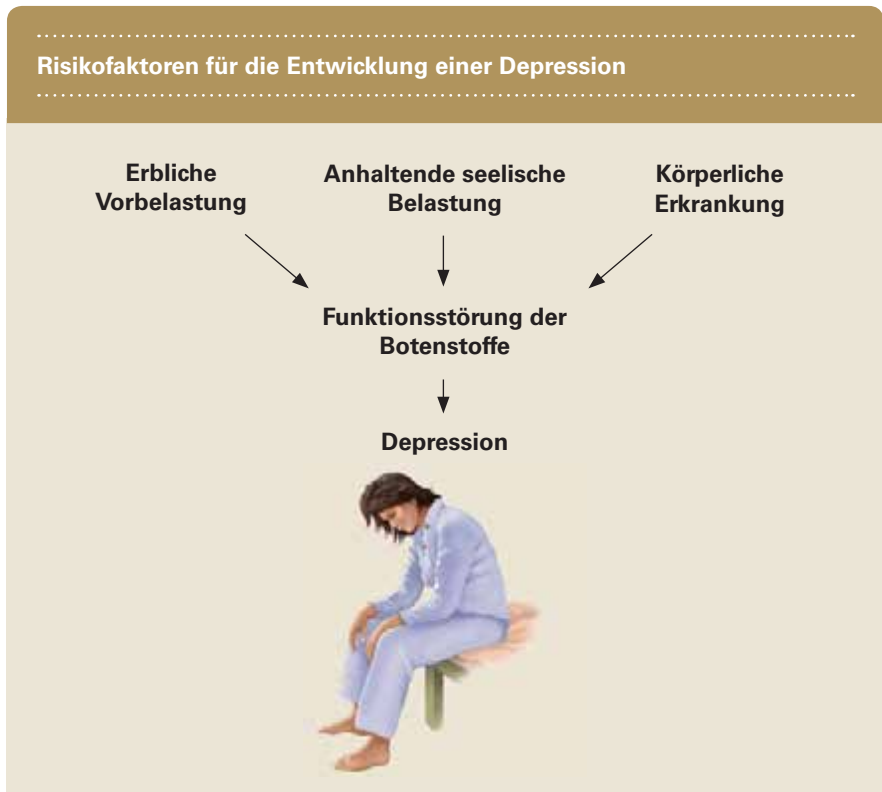 Risikofaktoren für die Entwicklung einer Depression
Erbliche
Vorbelastung
Anhaltende seelische
Belastung
Körperliche
Erkrankung
Funktionsstörung der
Botenstoffe
Depression